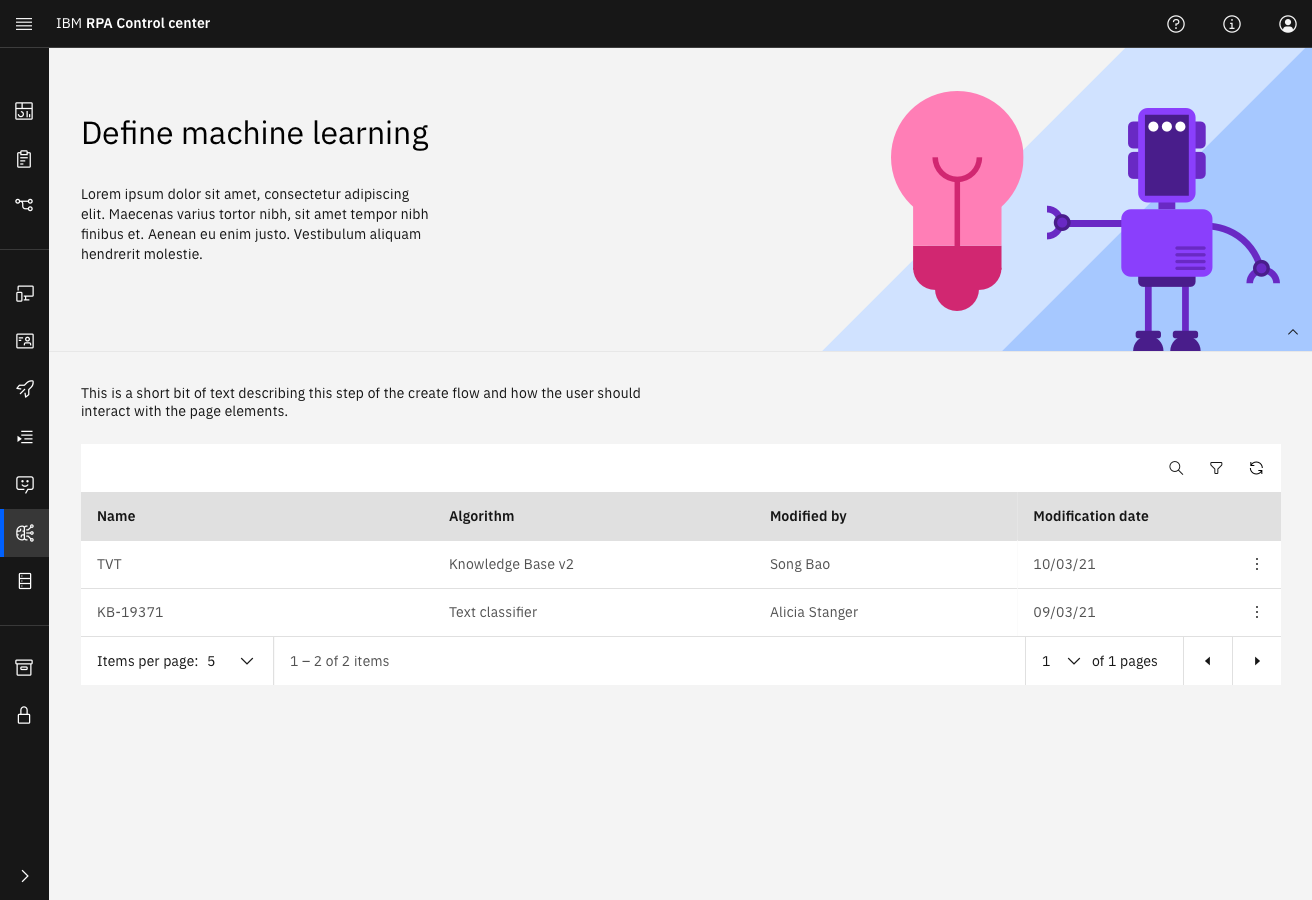 IBM RPA Control center
Define machine learning
Lorem ipsum dolor sit amet, consectetur adipiscing
elit. Maecenas varius tortor nibh, sit amet tempor nibh
finibus et. Aenean eu enim justo. Vestibulum aliquam
hendrerit molestie.
This is a short bit of text describing this step of the create flow and how the user should
interact with the page elements.
Name Algorithm Modified by Modification date
TVT Knowledge Base v2 Song Bao 10/03/21
KB-19371 Text classifier Alicia Stanger 09/03/21
Items per page: 5 1 – 2 of 2 items 1 of 1 pages